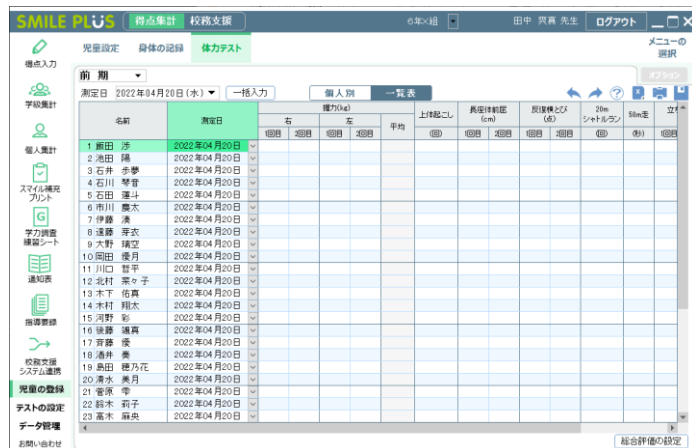 SMILE PLUS 得点集計 校務支援 6年×組 田中 爽真 先生 ログアウト
児童設定 身体の記録 体力テスト メニューの選択
前 期 オプション
測定日 2022年04月20日(水) 一括入力 個人別 一覧表
名前 測定日 握力(kg) 上体起こし 長座体前屈(cm) 反復横とび(点) 20mシャトルラン 50m走 立ち
右 左 平均
1回目 2回目 1回目 2回目 (回) 1回目 2回目 1回目 2回目 (回) (秒) 1回目
1 飯田 渉 2022年04月20日
2 池田 陽 2022年04月20日
3 石井 歩夢 2022年04月20日
4 石川 琴音 2022年04月20日
5 石田 蓮斗 2022年04月20日
6 市川 慶太 2022年04月20日
7 伊藤 湊 2022年04月20日
8 遠藤 芽衣 2022年04月20日
9 大野 晴空 2022年04月20日
10 岡田 優月 2022年04月20日
11 川口 哲平 2022年04月20日
12 北村 菜々子 2022年04月20日
13 木下 佑真 2022年04月20日
14 木村 翔太 2022年04月20日
15 河野 彩 2022年04月20日
16 後藤 颯真 2022年04月20日
17 斉藤 優 2022年04月20日
18 酒井 奏 2022年04月20日
19 島田 穂乃花 2022年04月20日
20 清水 美月 2022年04月20日
21 菅原 雫 2022年04月20日
22 鈴木 莉子 2022年04月20日
23 高木 麻央 2022年04月20日
総合評価の設定
得点入力
学級集計
個人集計
スマイル補充
プリント
G
学力調査
練習シート
通知表
指導要録
校務支援
システム連携
児童の登録
テストの設定
データ管理
お問い合わせ